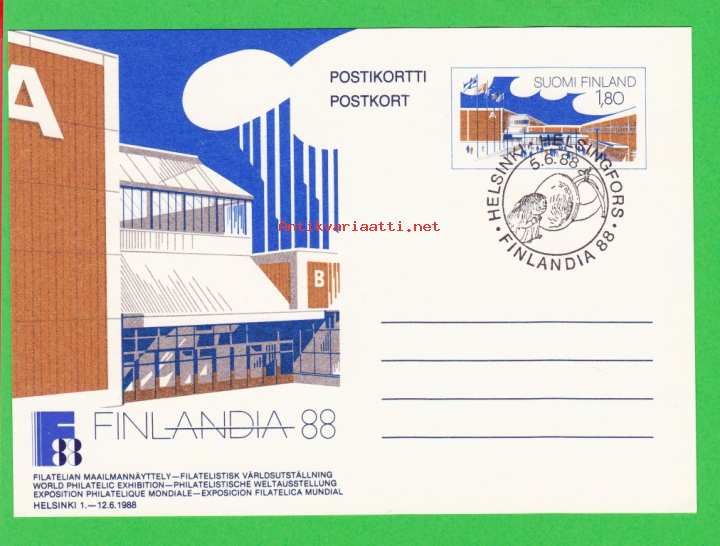 A
B
POSTIKORTTI
POSTKORT
SUOMI FINLAND
1,80
A
HELSINKI - HELSINGFORS
5.6.88
FINLANDIA 88
Antikvariaatti.net
F
88
FINLANDIA 88
FILATELIAN MAAILMANNÄYTTELY—FILATELISTISK VÄRLDSUTSTÄLLNING
WORLD PHILATELIC EXHIBITION—PHILATELISTISCHE WELTAUSSTELLUNG
EXPOSITION PHILATELIQUE MONDIALE—EXPOSICION FILATELICA MUNDIAL
HELSINKI 1.—12.6.1988